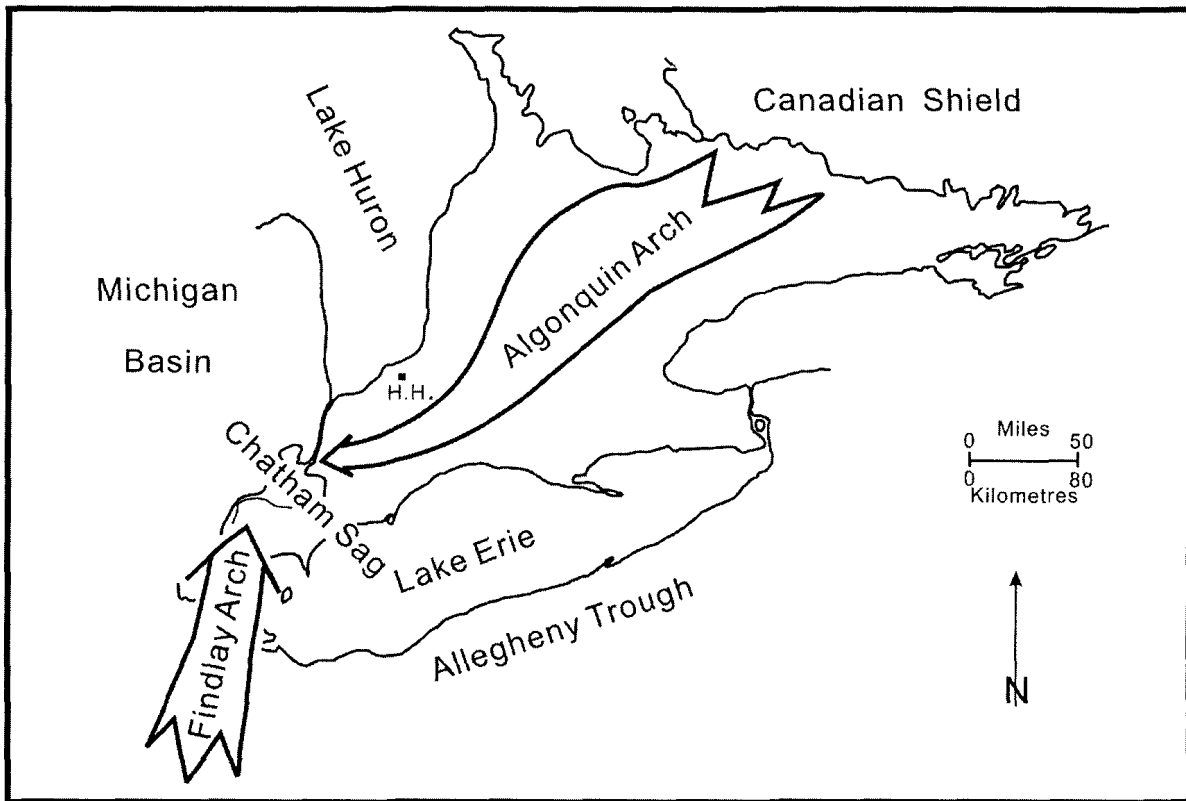 Canadian Shield
Lake Huron
Michigan
Basin
Algonquin Arch
H.H.
Chatham Sag
Miles
0 50
0 80
Kilometres
Lake Erie
Findlay Arch
Allegheny Trough
N